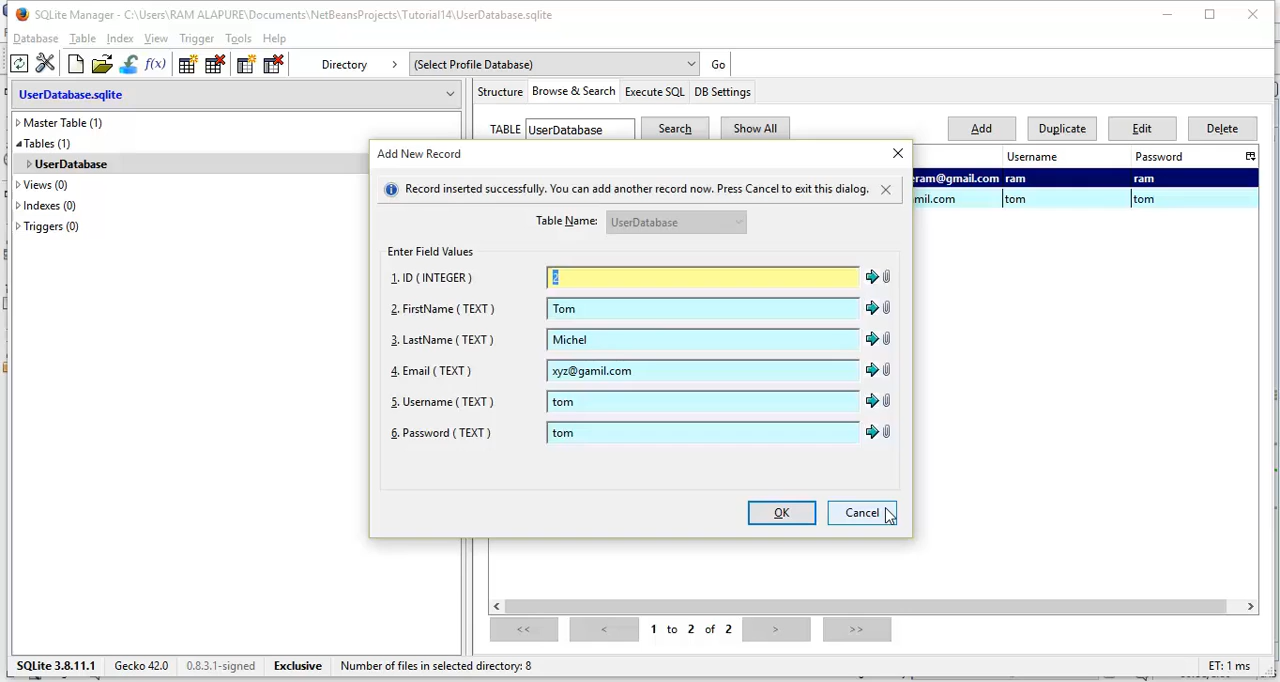 SQLite Manager - C:\Users\RAM ALAPURE\Documents\NetBeansProjects\Tutorial14\UserDatabase.sqlite
Database Table Index View Trigger Tools Help
f(x) Directory > (Select Profile Database) Go
UserDatabase.sqlite
Structure Browse & Search Execute SQL DB Settings
Master Table (1)
Tables (1)
UserDatabase
Views (0)
Indexes (0)
Triggers (0)
TABLE UserDatabase Search Show All Add Duplicate Edit Delete
Username Password
eram@gmail.com ram ram
mil.com tom tom
Add New Record
Record inserted successfully. You can add another record now. Press Cancel to exit this dialog.
Table Name: UserDatabase
Enter Field Values
1. ID ( INTEGER ) 2
2. FirstName ( TEXT ) Tom
3. LastName ( TEXT ) Michel
4. Email ( TEXT ) xyz@gamil.com
5. Username ( TEXT ) tom
6. Password ( TEXT ) tom
OK Cancel
<< < 1 to 2 of 2 > >>
SQLite 3.8.11.1 Gecko 42.0 0.8.3.1-signed Exclusive Number of files in selected directory: 8 ET: 1 ms